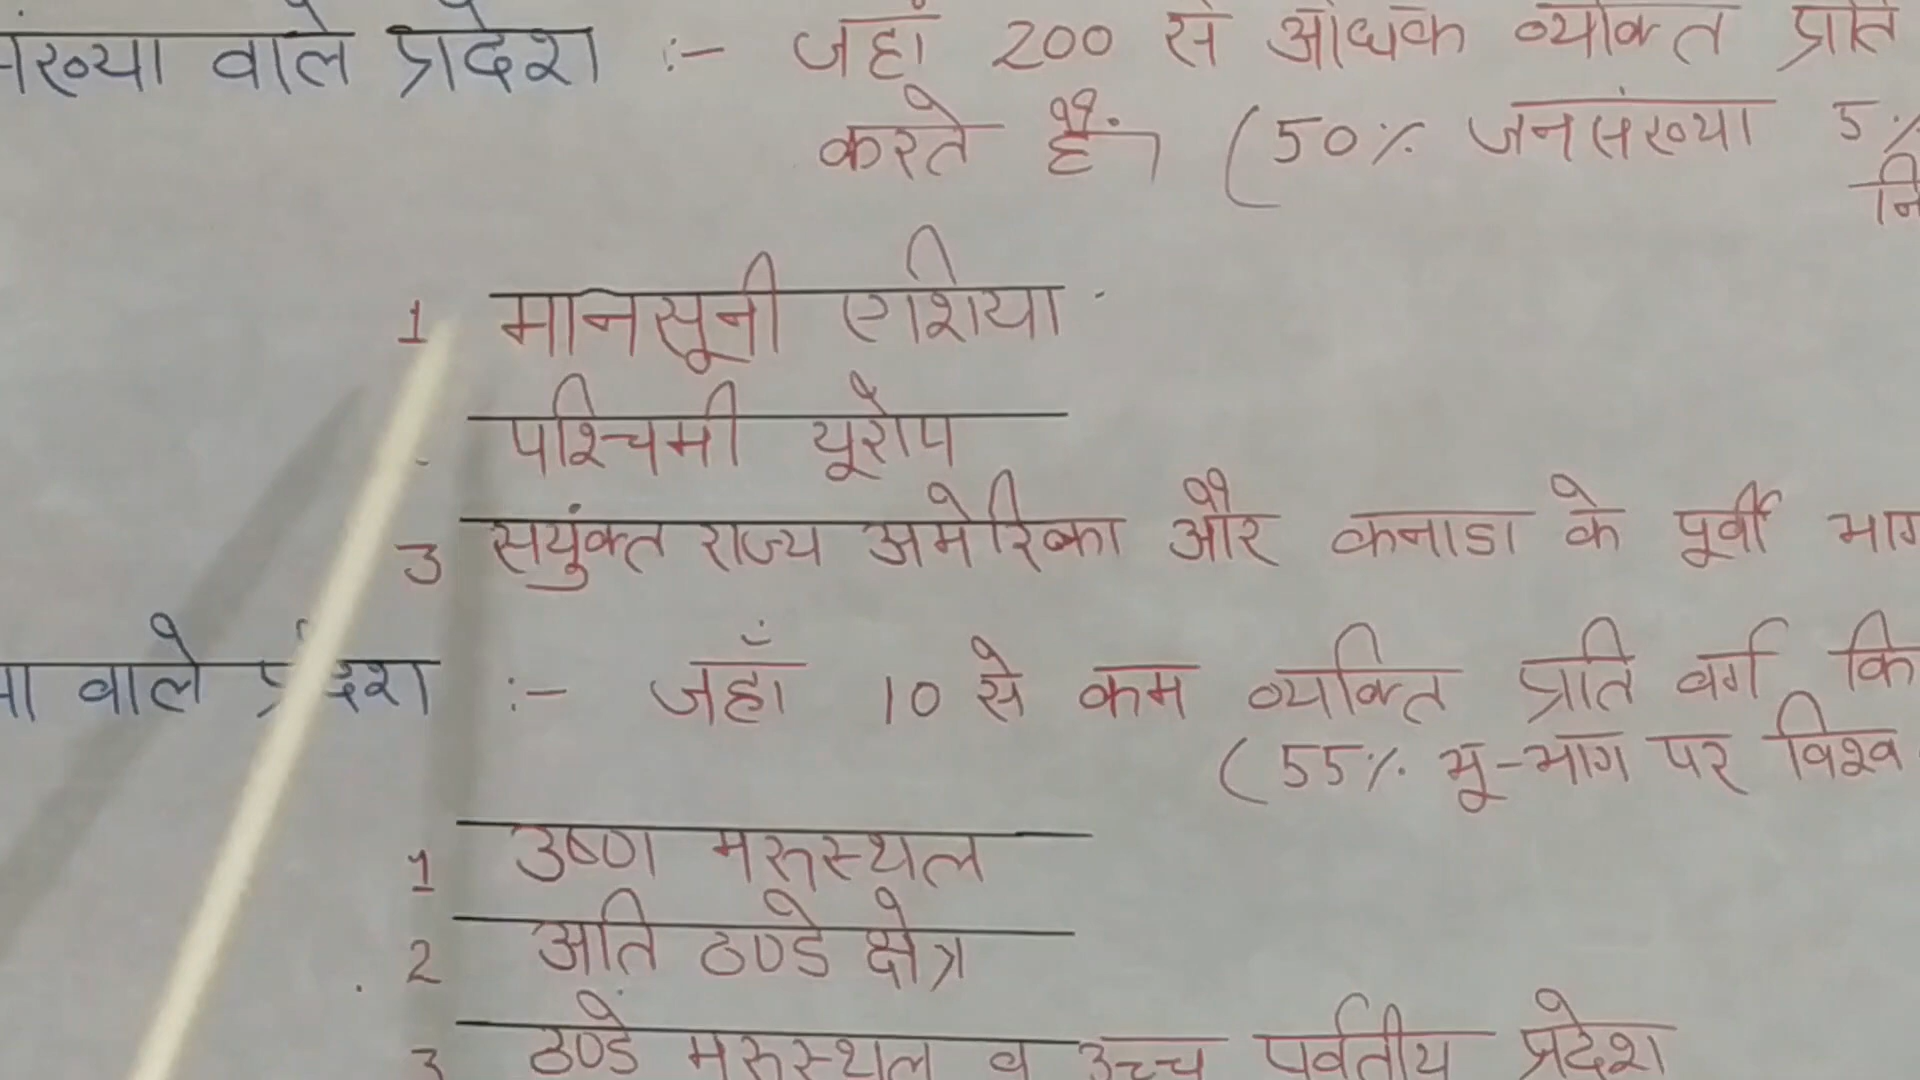 वाले प्रदेश :- जहाँ 200 से अधिक व्यक्ति प्रति
करते हैं। (50% जनसंख्या 5%
मानसूनी एशिया
1
पश्चिमी यूरोप
3 सयुंक्त राज्य अमेरिका और कनाडा के पूर्वी भाग
वाले प्रदेश :- जहाँ 10 से कम व्यक्ति प्रति वर्ग कि
(55% भू-भाग पर विश्व
1 उष्ण मरूस्थल
2 अति ठण्डे क्षेत्र
3 ठण्डे मरूस्थल व उच्च पर्वतीय प्रदेश